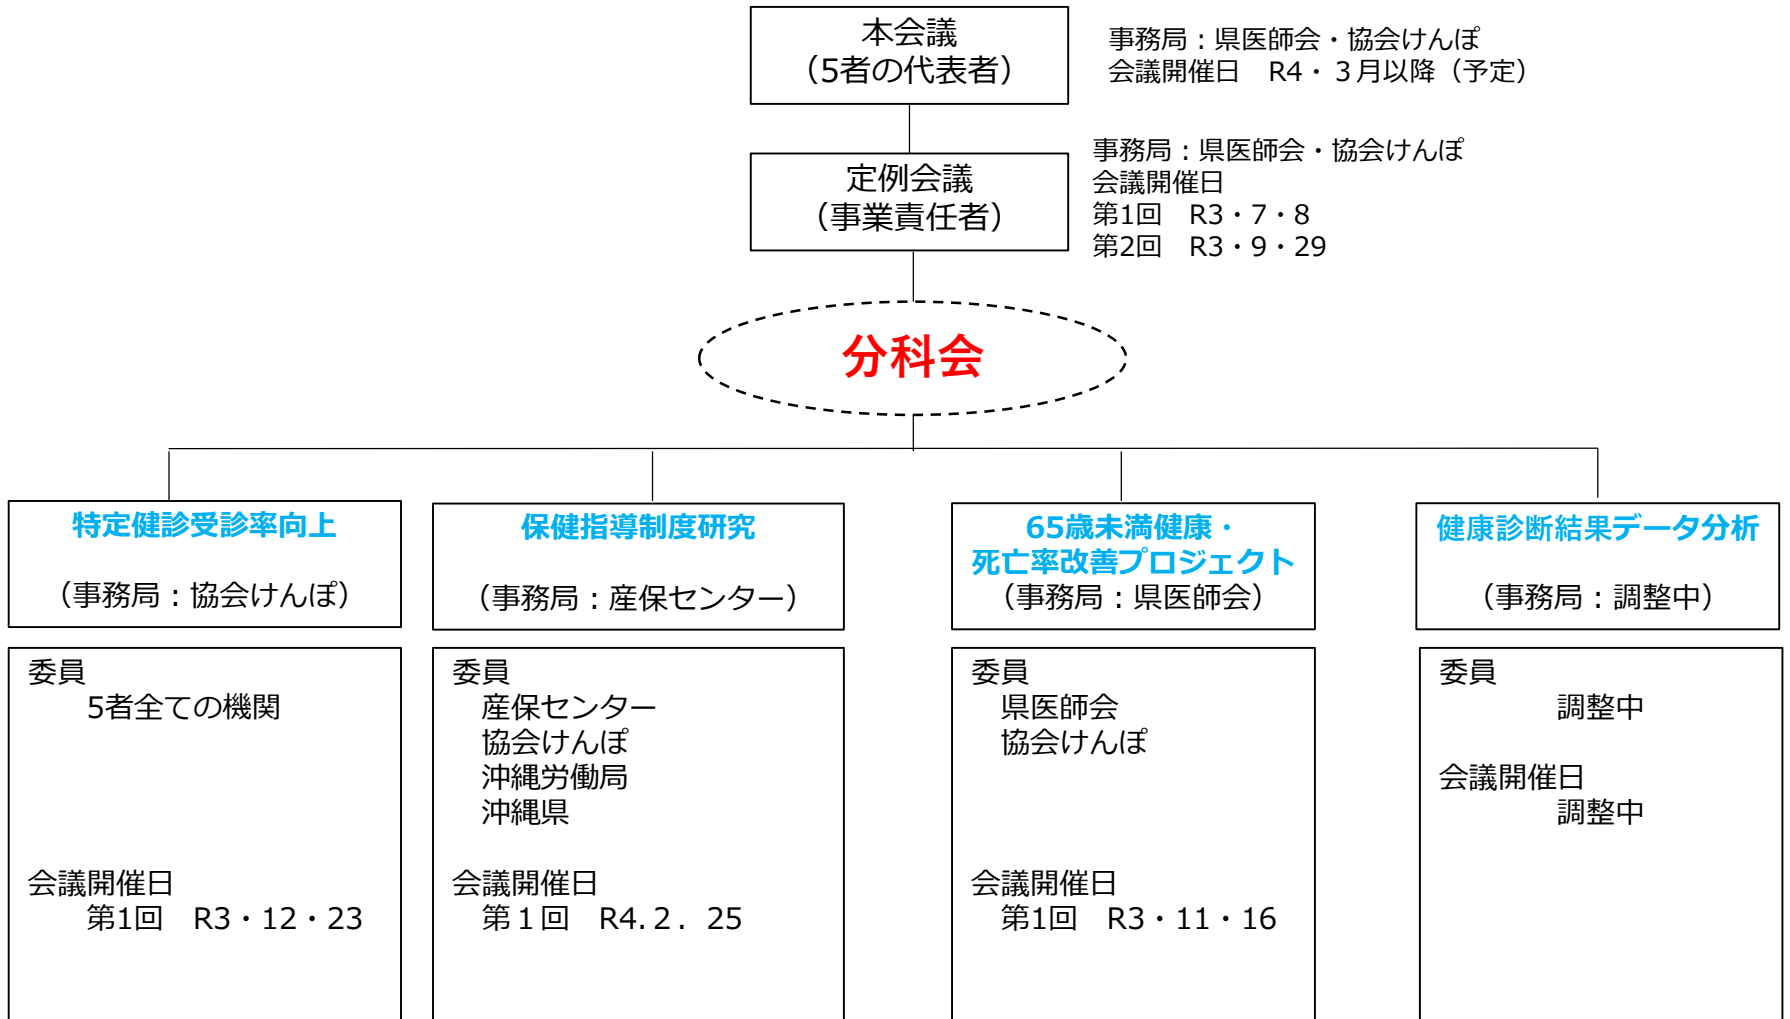 本会議
（5者の代表者）
事務局：県医師会・協会けんぽ
会議開催日　R4・３月以降（予定）
定例会議
（事業責任者）
事務局：県医師会・協会けんぽ
会議開催日
第1回　R3・7・8
第2回　R3・9・29
分科会
特定健診受診率向上
（事務局：協会けんぽ）
委員
5者全ての機関
会議開催日
第1回　R3・12・23
保健指導制度研究
（事務局：産保センター）
委員
産保センター
協会けんぽ
沖縄労働局
沖縄県
会議開催日
第１回　R4.２．25
65歳未満健康・
死亡率改善プロジェクト
（事務局：県医師会）
委員
県医師会
協会けんぽ
会議開催日
第1回　R3・11・16
健康診断結果データ分析
（事務局：調整中）
委員
調整中
会議開催日
調整中